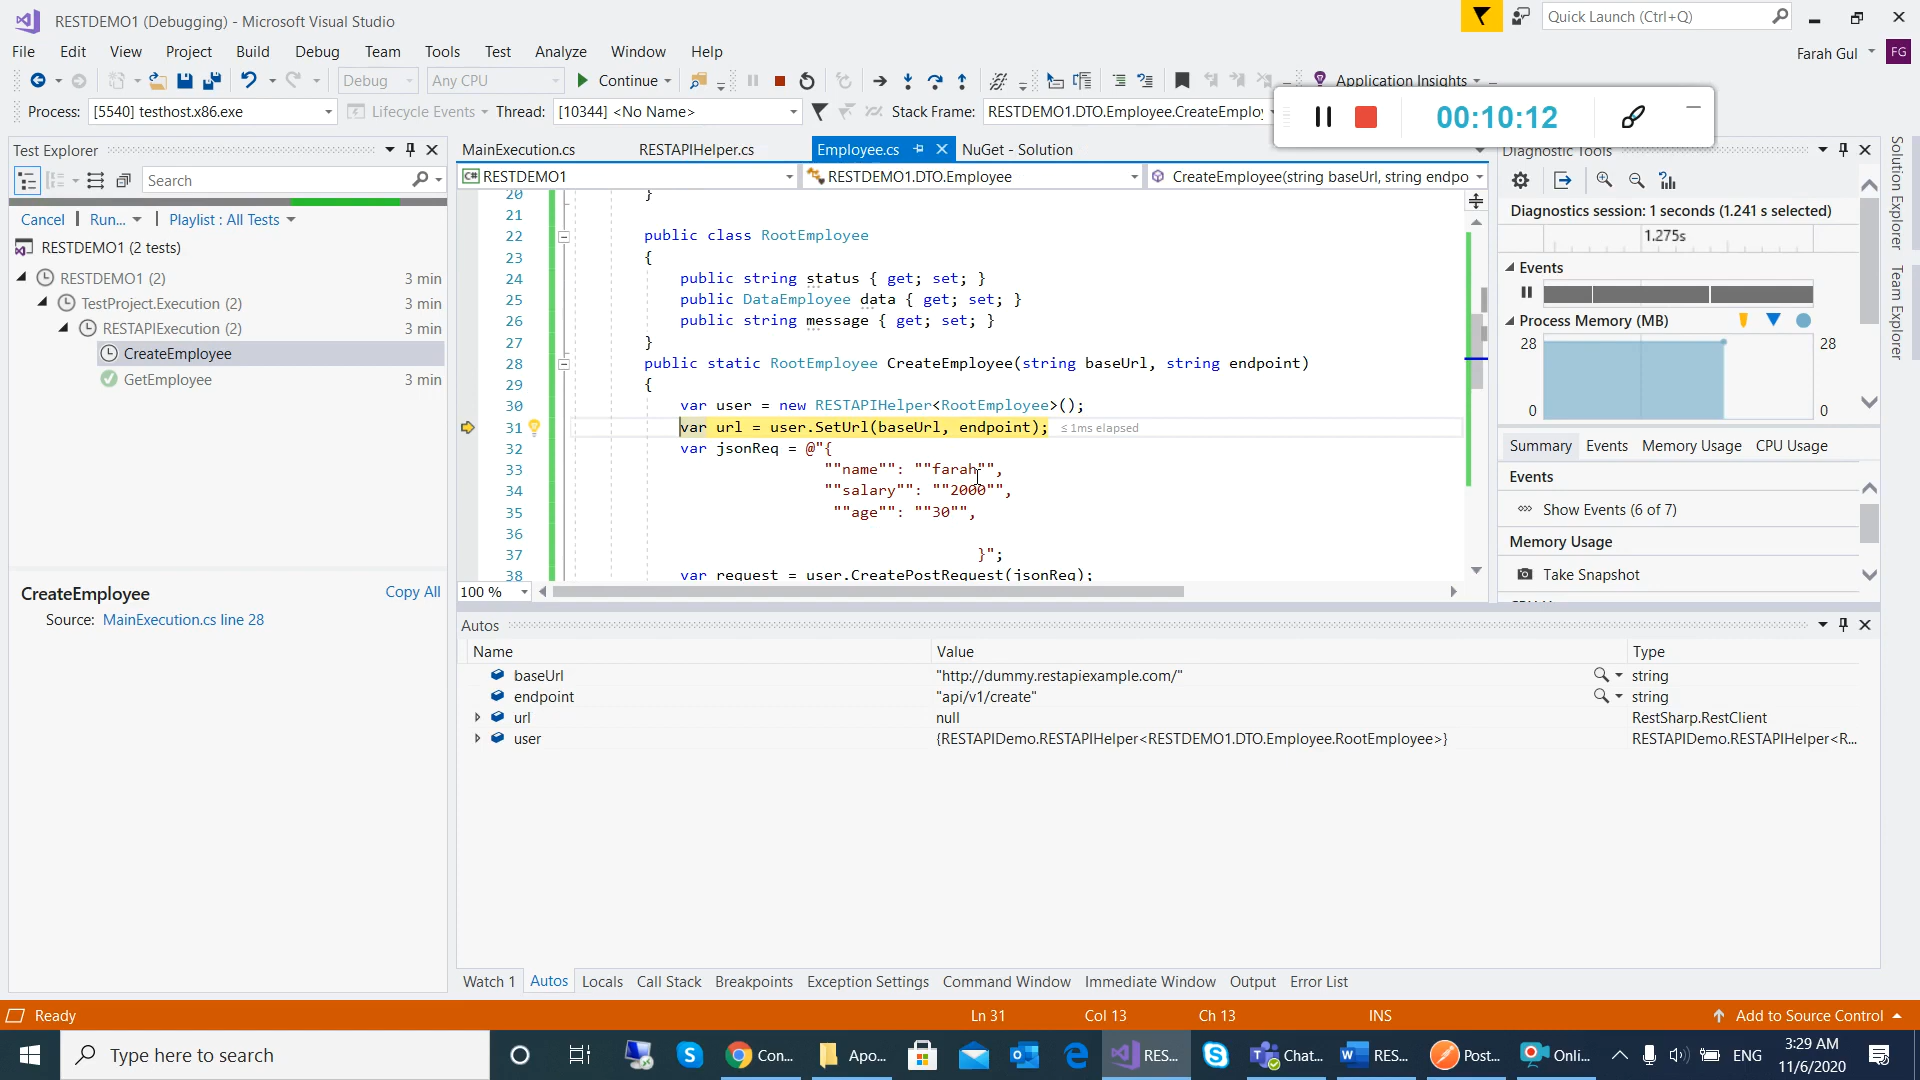 RESTDEMO1 (Debugging) - Microsoft Visual Studio
Quick Launch (Ctrl+Q)
File Edit View Project Build Debug Team Tools Test Analyze Window Help
Farah Gul FG
Debug Any CPU Continue Application Insights
Process: [5540] testhost.x86.exe Lifecycle Events Thread: [10344] <No Name> Stack Frame: RESTDEMO1.DTO.Employee.CreateEmplo
00:10:12
Test Explorer
Search
Cancel Run... Playlist : All Tests
RESTDEMO1 (2 tests)
RESTDEMO1 (2) 3 min
TestProject.Execution (2) 3 min
RESTAPIExecution (2) 3 min
CreateEmployee
GetEmployee 3 min
CreateEmployee Copy All
Source: MainExecution.cs line 28
MainExecution.cs RESTAPIHelper.cs Employee.cs NuGet - Solution
RESTDEMO1 RESTDEMO1.DTO.Employee CreateEmployee(string baseUrl, string endpo
20 }
21
22 public class RootEmployee
23 {
24 public string status { get; set; }
25 public DataEmployee data { get; set; }
26 public string message { get; set; }
27 }
28 public static RootEmployee CreateEmployee(string baseUrl, string endpoint)
29 {
30 var user = new RESTAPIHelper<RootEmployee>();
31 var url = user.SetUrl(baseUrl, endpoint); ≤ 1ms elapsed
32 var jsonReq = @"{
33 ""name"": ""farah"",
34 ""salary"": ""2000"",
35 ""age"": ""30"",
36
37 }";
38 var request = user.CreatePostRequest(jsonReq);
100 %
Diagnostic Tools
Diagnostics session: 1 seconds (1.241 s selected)
1.275s
Events
Process Memory (MB)
28 28
0 0
Summary Events Memory Usage CPU Usage
Events
Show Events (6 of 7)
Memory Usage
Take Snapshot
Solution Explorer
Team Explorer
Autos
Name Value Type
baseUrl "http://dummy.restapiexample.com/" string
endpoint "api/v1/create" string
url null RestSharp.RestClient
user {RESTAPIDemo.RESTAPIHelper<RESTDEMO1.DTO.Employee.RootEmployee>} RESTAPIDemo.RESTAPIHelper<R...
Watch 1 Autos Locals Call Stack Breakpoints Exception Settings Command Window Immediate Window Output Error List
Ready Ln 31 Col 13 Ch 13 INS Add to Source Control
Type here to search
Con... Apo... RES... Chat... RES... Post... Onli...
ENG
3:29 AM
11/6/2020